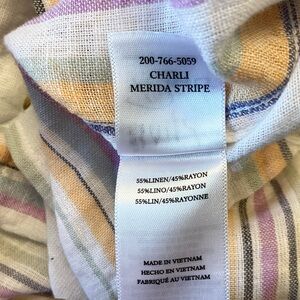 200-766-5059
CHARLI
MERIDA STRIPE
55%LINEN/45%RAYON
55%LINO/45%RAYON
55%LIN/45%RAYONNE
MADE IN VIETNAM
HECHO EN VIETNAM
FABRIQUÉ AU VIETNAM